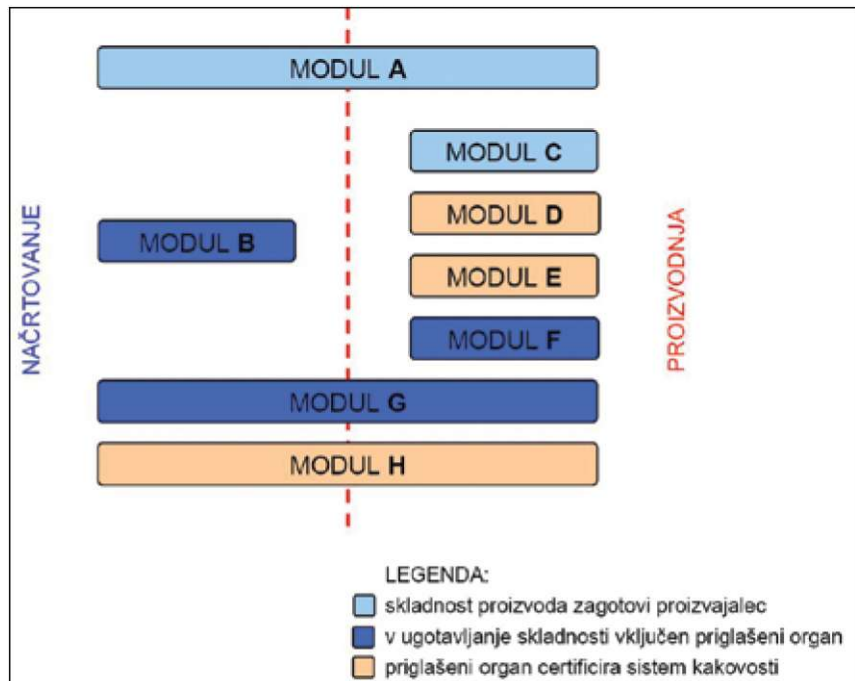 MODUL A
MODUL C
MODUL D
NAČRTOVANJE
MODUL B
PROIZVODNJA
MODUL E
MODUL F
MODUL G
MODUL H
LEGENDA:
skladnost proizvoda zagotovi proizvajalec
v ugotavljanje skladnosti vključen priglašeni organ
priglašeni organ certificira sistem kakovosti